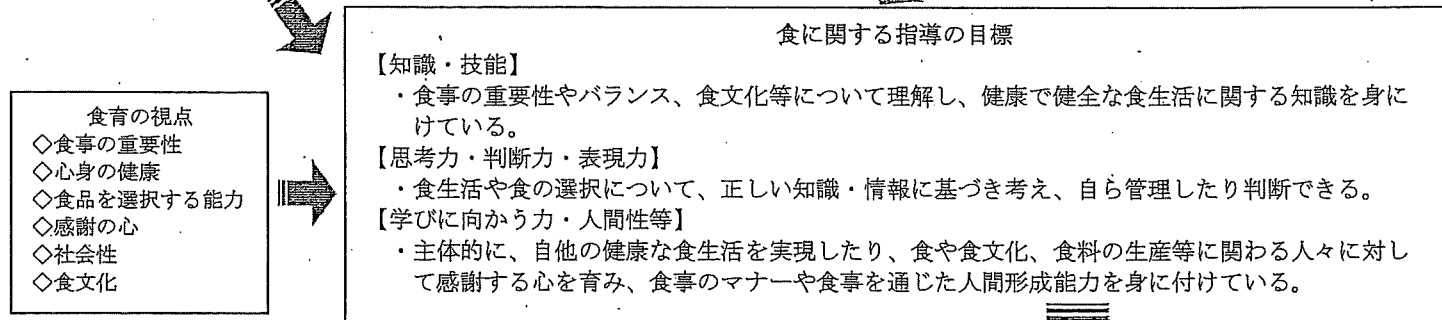 食に関する指導の目標
【知識・技能】
・食事の重要性やバランス、食文化等について理解し、健康で健全な食生活に関する知識を身に
けている。
【思考力・判断力・表現力】
・食生活や食の選択について、正しい知識・情報に基づき考え、自ら管理したり判断できる。
【学びに向かう力・人間性等】
・主体的に、自他の健康な食生活を実現したり、食や食文化、食料の生産等に関わる人々に対し
て感謝する心を育み、食事のマナーや食事を通じた人間形成能力を身に付けている。
食育の視点
◇食事の重要性
◇心身の健康
◇食品を選択する能力
◇感謝の心
◇社会性
◇食文化